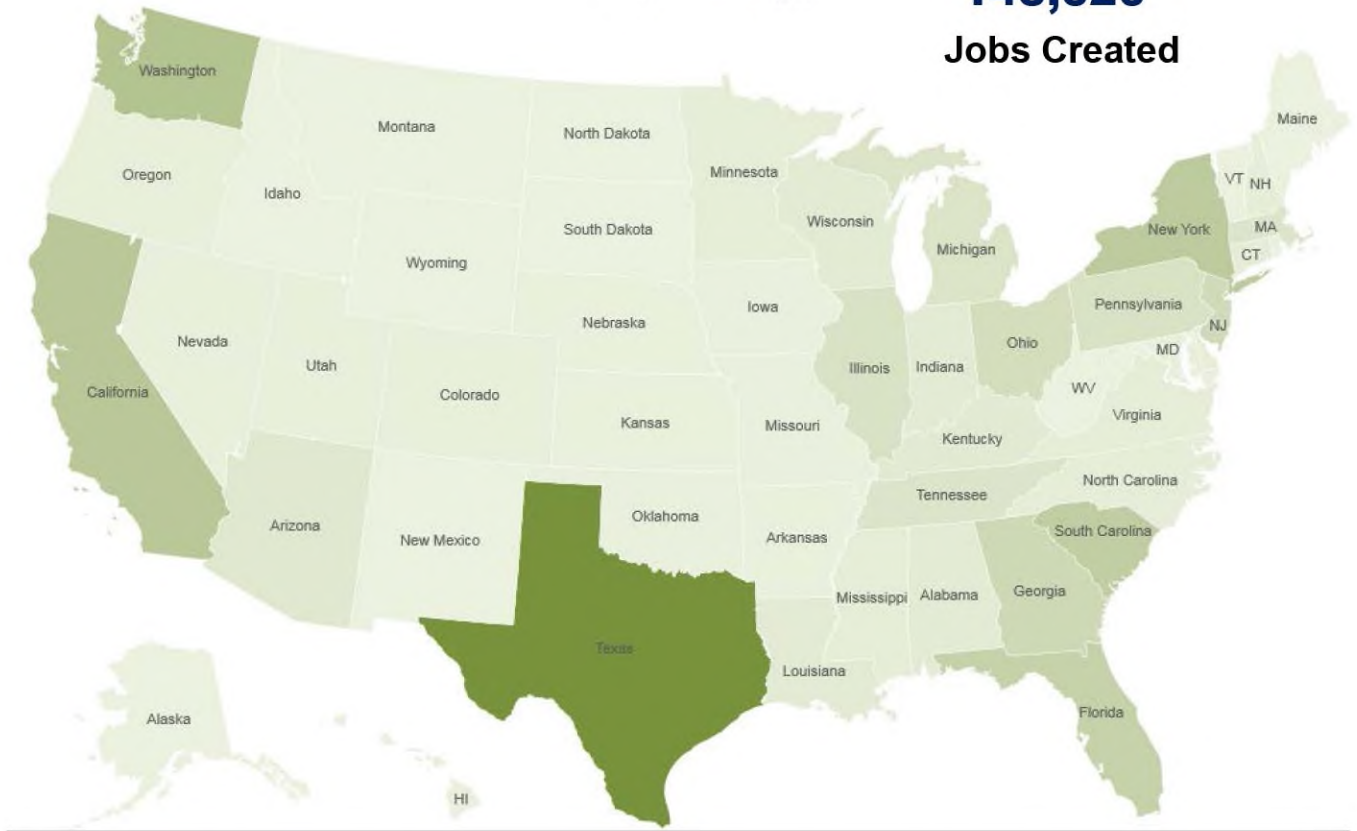 Jobs Created
Washington
Maine
Montana
North Dakota
Oregon
Minnesota
VT
NH
Idaho
Wisconsin
South Dakota
New York
MA
Michigan
CT
Wyoming
Iowa
Pennsylvania
Nebraska
NJ
Nevada
Ohio
MD
Utah
Illinois
Indiana
California
Colorado
WV
Virginia
Kansas
Missouri
Kentucky
North Carolina
Tennessee
Oklahoma
Arizona
South Carolina
New Mexico
Arkansas
Georgia
Mississippi
Alabama
Texas
Louisiana
Florida
Alaska
HI